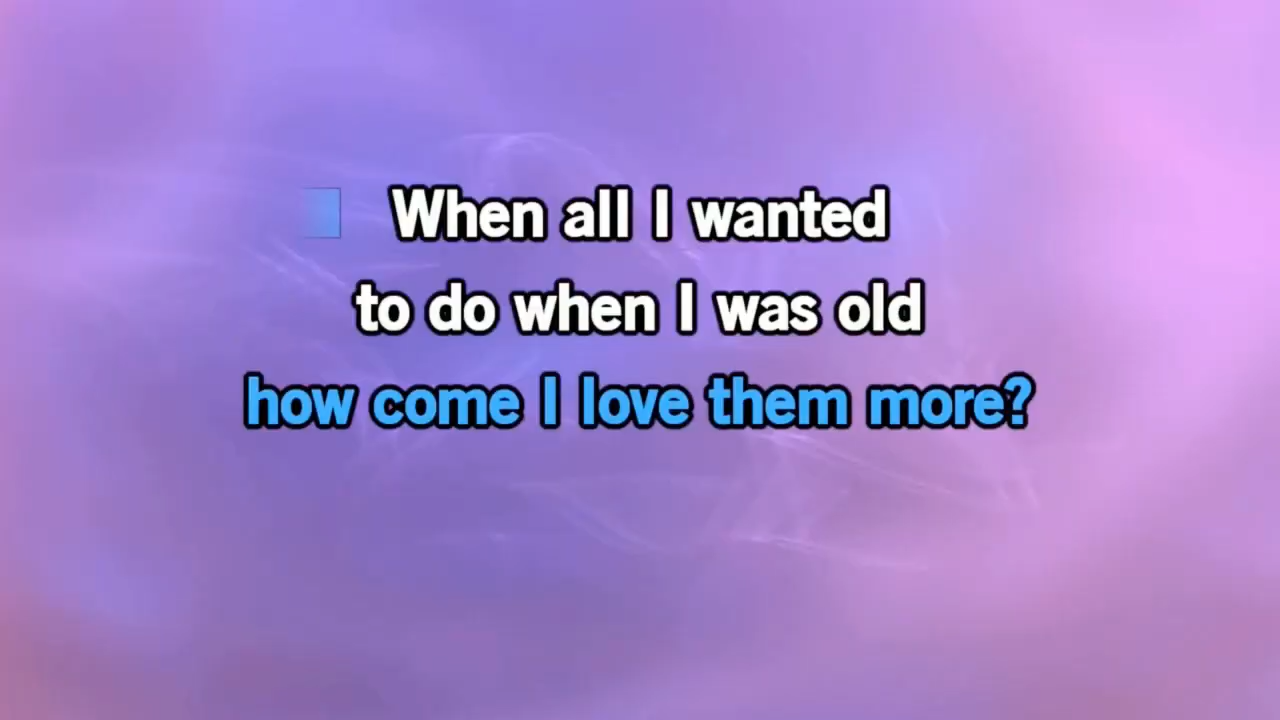 When all I wanted
to do when I was old
how come I love them more?